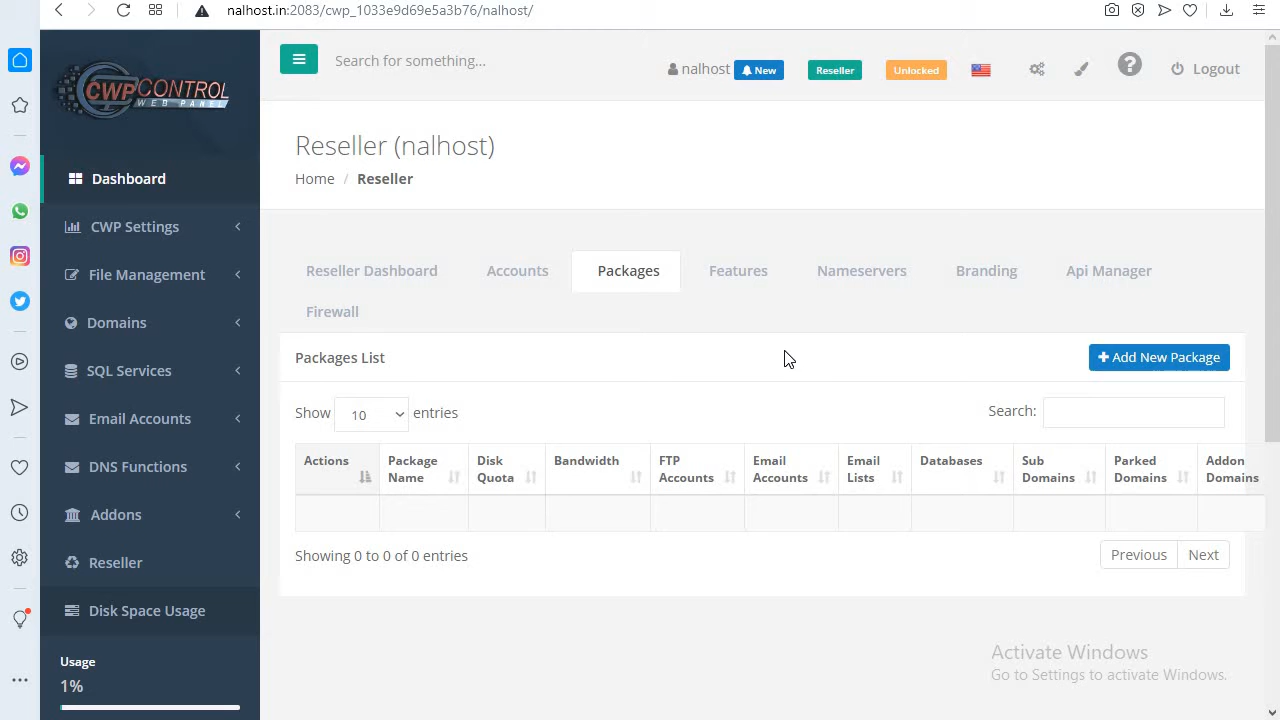 nalhost.in:2083/cwp_1033e9d69e5a3b76/nalhost/
CWPCONTROL
WEB PANEL
Search for something...
nalhost New Reseller Unlocked Logout
Reseller (nalhost)
Home / Reseller
Dashboard
CWP Settings
File Management
Domains
SQL Services
Email Accounts
DNS Functions
Addons
Reseller
Disk Space Usage
Usage
1%
Reseller Dashboard Accounts Packages Features Nameservers Branding Api Manager
Firewall
Packages List + Add New Package
Show 10 entries Search:
Actions Package Name Disk Quota Bandwidth FTP Accounts Email Accounts Email Lists Databases Sub Domains Parked Domains Addon Domains
Showing 0 to 0 of 0 entries Previous Next
Activate Windows
Go to Settings to activate Windows.